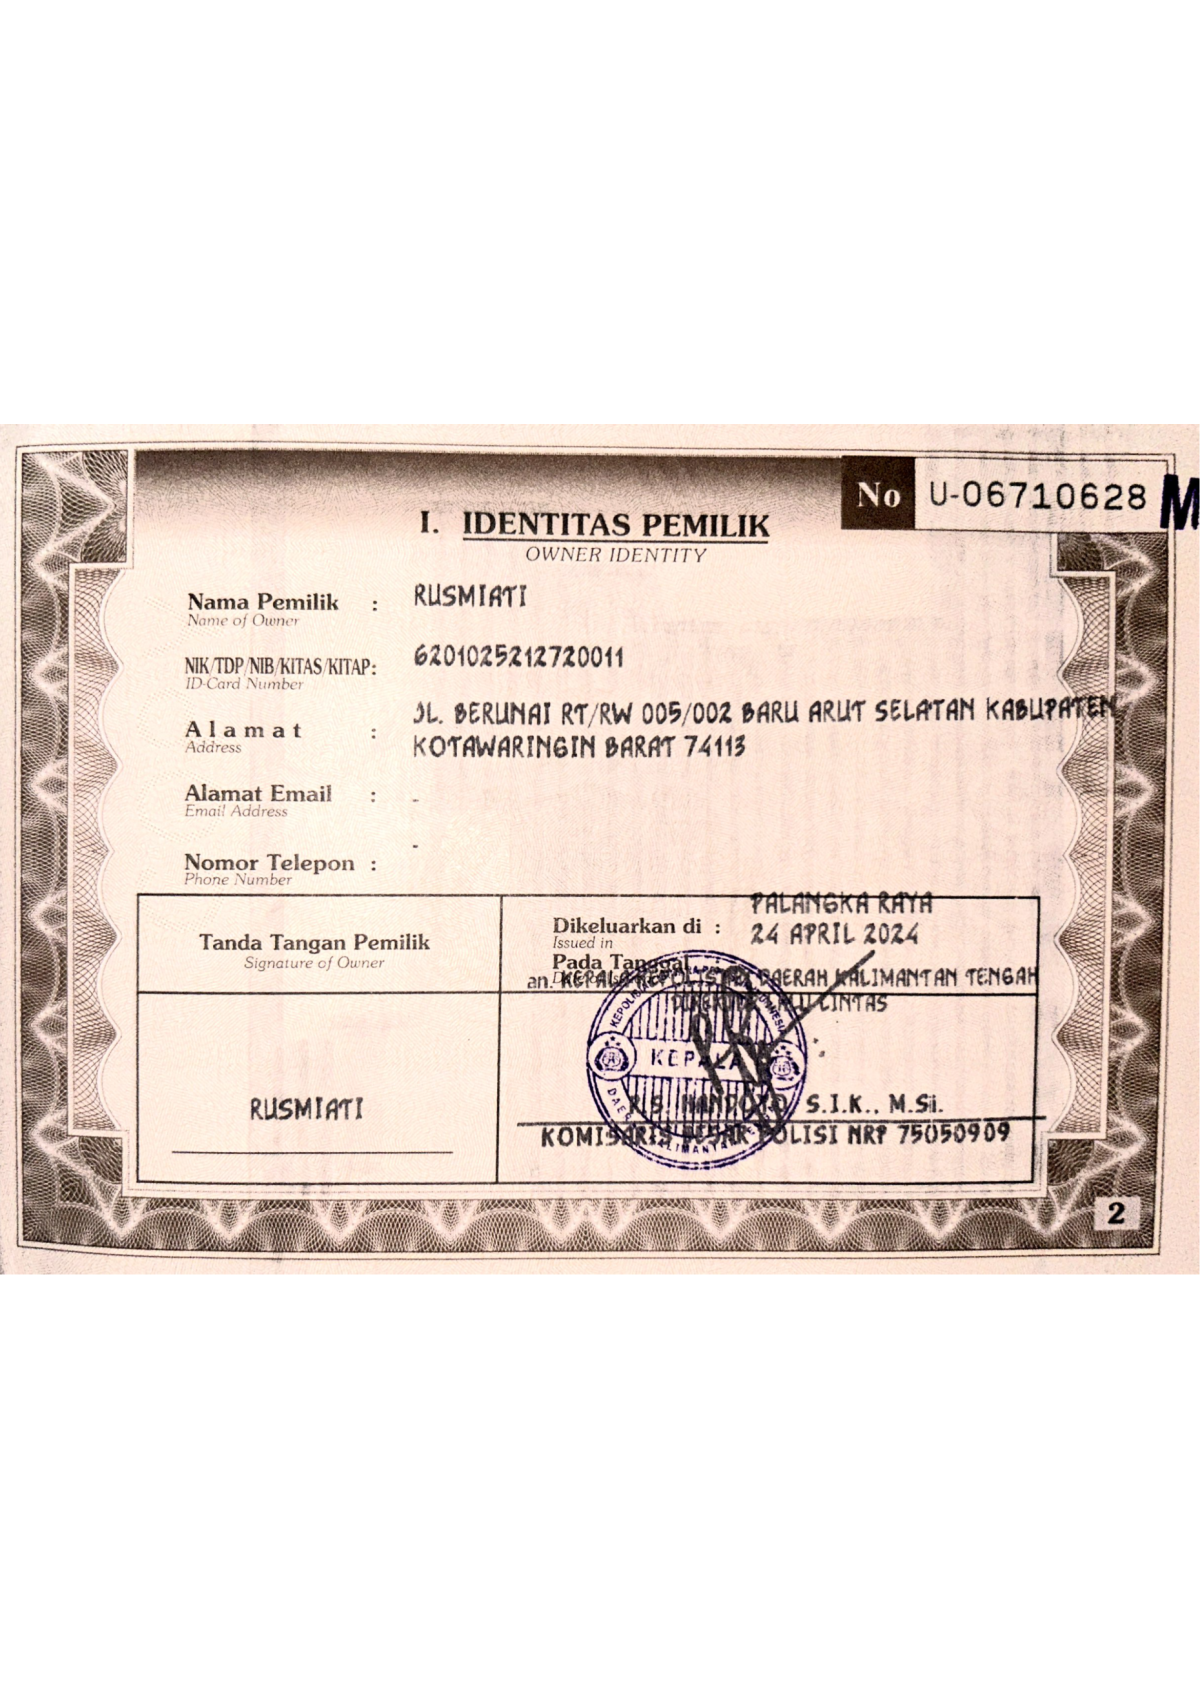 No U-06710628 M
I. IDENTITAS PEMILIK
OWNER IDENTITY
Nama Pemilik : RUSMIATI
Name of Owner
NIK/TDP/NIB/KITAS/KITAP: 6201025212720011
ID-Card Number
Alamat : JL. BERUNAI RT/RW 005/002 BARU ARUT SELATAN KABUPATEN
Address
KOTAWARINGIN BARAT 74113
Alamat Email : -
Email Address
Nomor Telepon : -
Phone Number
Tanda Tangan Pemilik
Signature of Owner
RUSMIATI
Dikeluarkan di : PALANGKA RAYA
Issued in
24 APRIL 2024
Pada Tanggal
an. KEPALA KEPOLISIAN DAERAH KALIMANTAN TENGAH
LINTAS
KEPALA
S.I.K., M.Si.
KOMISARIS BESAR POLISI NRP 75050909
2